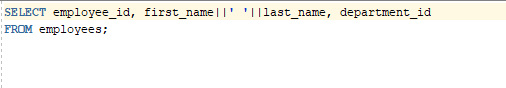 SELECT employee_id, first_name||' '||last_name, department_id
FROM employees;